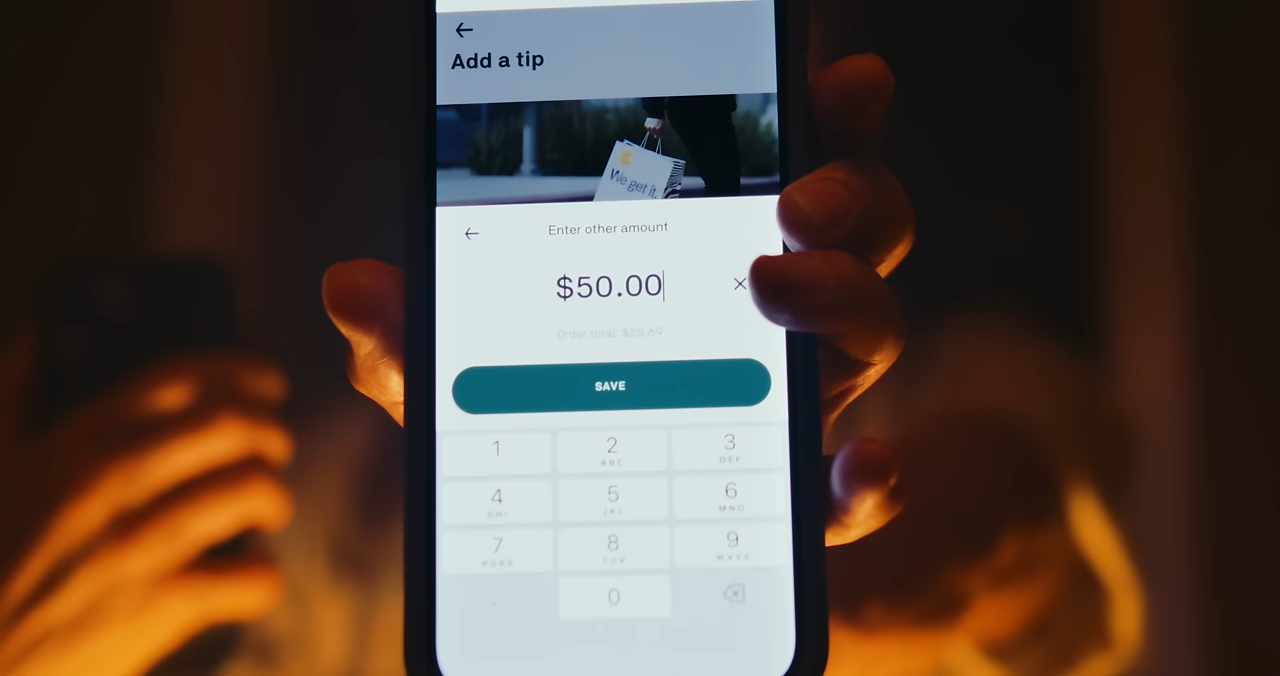 Add a tip
We get it.
Enter other amount
$50.00
Order total: $25.69
SAVE
1
2
ABC
3
DEF
4
GHI
5
JKL
6
MNO
7
PQRS
8
TUV
9
WXYZ
0